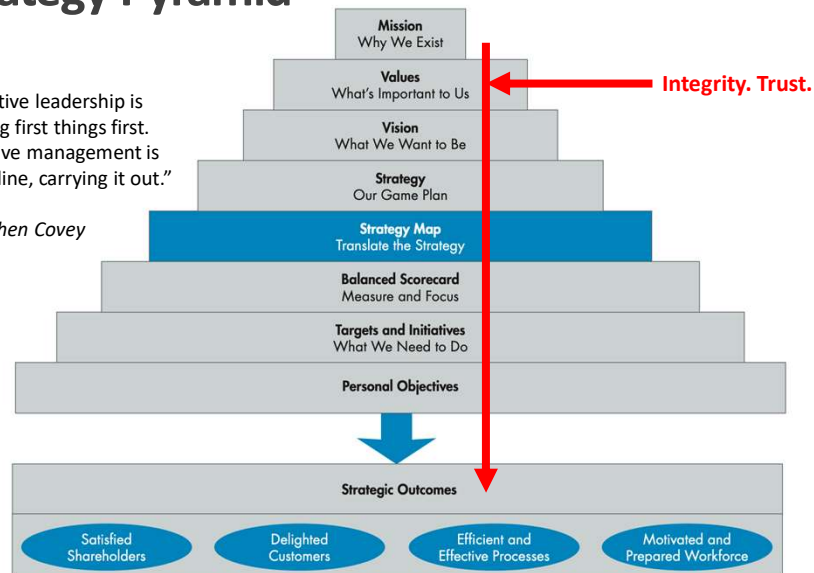 ategy Pyramid
tive leadership is
g first things first.
ive management is
line, carrying it out.”
hen Covey
Mission
Why We Exist
Values
What's Important to Us
Integrity. Trust.
Vision
What We Want to Be
Strategy
Our Game Plan
Strategy Map
Translate the Strategy
Balanced Scorecard
Measure and Focus
Targets and Initiatives
What We Need to Do
Personal Objectives
Strategic Outcomes
Satisfied
Shareholders
Delighted
Customers
Efficient and
Effective Processes
Motivated and
Prepared Workforce